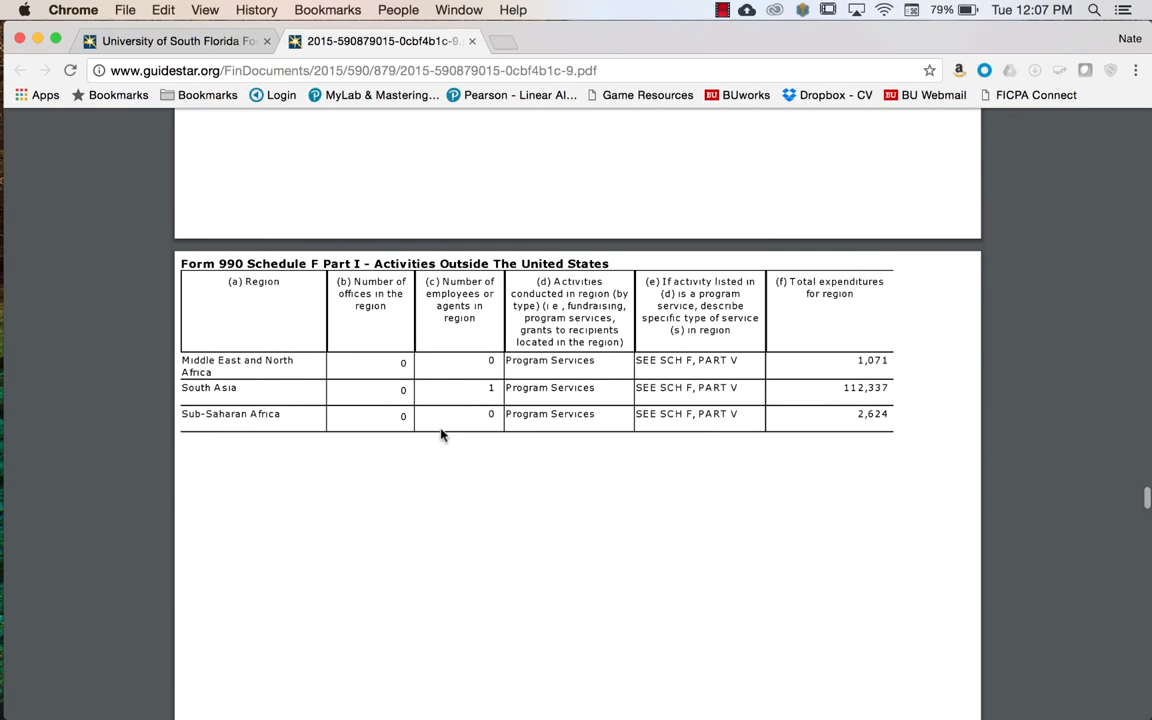 Chrome File Edit View History Bookmarks People Window Help 79% Tue 12:07 PM
University of South Florida Fo 2015-590879015-0cbf4b1c-9. Nate
www.guidestar.org/FinDocuments/2015/590/879/2015-590879015-0cbf4b1c-9.pdf
Apps Bookmarks Bookmarks Login MyLab & Mastering... Pearson - Linear Al... Game Resources BUworks Dropbox - CV BU Webmail FICPA Connect
Form 990 Schedule F Part I - Activities Outside The United States
(a) Region
(b) Number of
offices in the
region
(c) Number of
employees or
agents in
region
(d) Activities
conducted in region (by
type) (i e , fundraising,
program services,
grants to recipients
located in the region)
(e) If activity listed in
(d) is a program
service, describe
specific type of service
(s) in region
(f) Total expenditures
for region
Middle East and North
Africa
0 0 Program Services SEE SCH F, PART V 1,071
South Asia 0 1 Program Services SEE SCH F, PART V 112,337
Sub-Saharan Africa 0 0 Program Services SEE SCH F, PART V 2,624